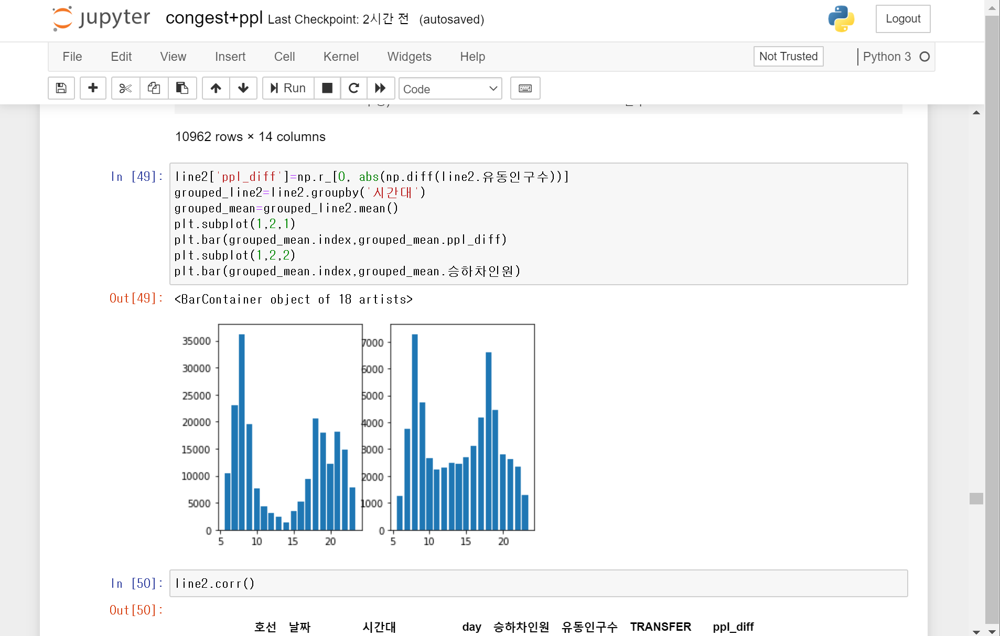 jupyter congest+ppl Last Checkpoint: 2시간 전 (autosaved) Logout
File Edit View Insert Cell Kernel Widgets Help Not Trusted Python 3
Run Code
10962 rows × 14 columns
In [49]: line2['ppl_diff']=np.r_[0, abs(np.diff(line2.유동인구수))]
grouped_line2=line2.groupby('시간대')
grouped_mean=grouped_line2.mean()
plt.subplot(1,2,1)
plt.bar(grouped_mean.index,grouped_mean.ppl_diff)
plt.subplot(1,2,2)
plt.bar(grouped_mean.index,grouped_mean.승하차인원)
Out[49]: <BarContainer object of 18 artists>
35000
30000
25000
20000
15000
10000
5000
0
5 10 15 20
7000
6000
5000
4000
3000
2000
1000
0
5 10 15 20
In [50]: line2.corr()
Out[50]:
호선 날짜 시간대 day 승하차인원 유동인구수 TRANSFER ppl_diff